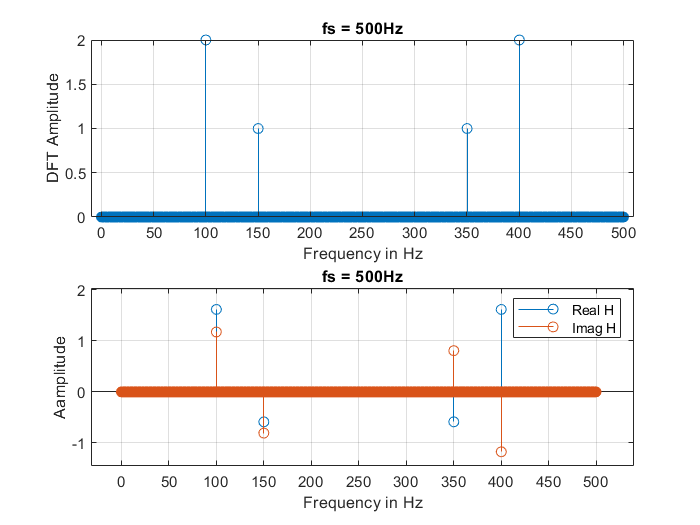 fs = 500Hz
2
1.5
1
0.5
0
DFT Amplitude
0 50 100 150 200 250 300 350 400 450 500
Frequency in Hz
fs = 500Hz
2
1
0
-1
Aamplitude
Real H
Imag H
0 50 100 150 200 250 300 350 400 450 500
Frequency in Hz